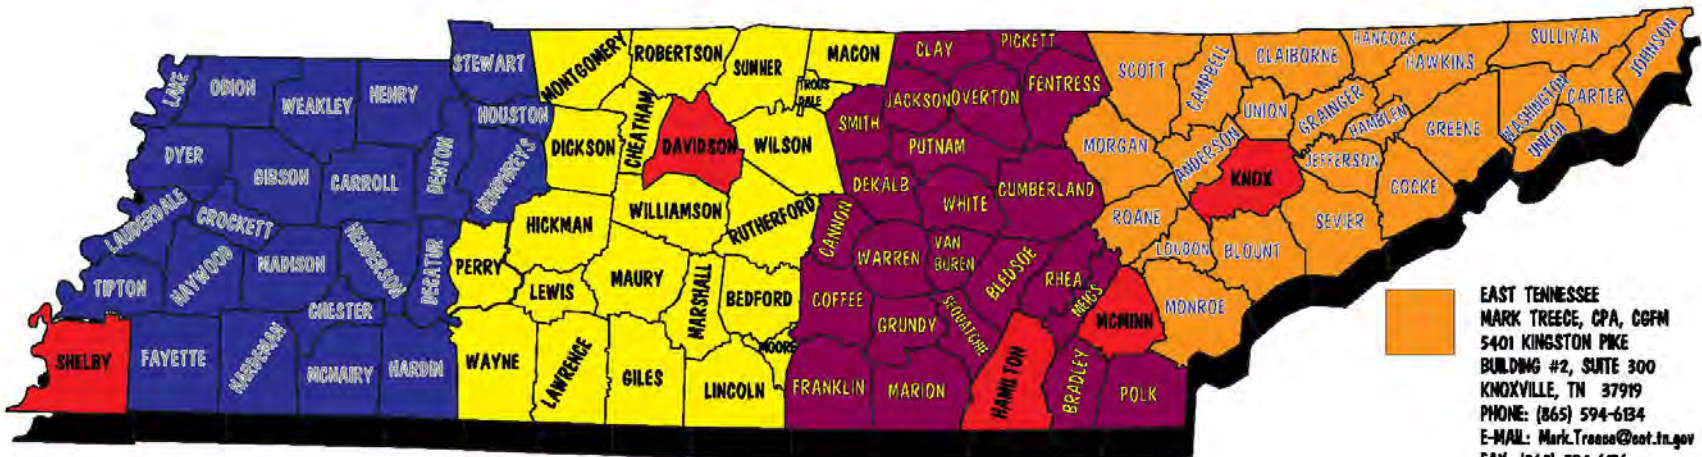 LAKE
OBION
WEAKLEY
HENRY
STEWART
HOUSTON
DYER
GIBSON
CARROLL
HUMPHREYS
LAUDERDALE
CROCKETT
HAYWOOD
MADISON
HENDERSON
DECATUR
TIPTON
CHESTER
SHELBY
FAYETTE
HARDEMAN
MCNAIRY
HARDIN
MONTGOMERY
ROBERTSON
SUMNER
MACON
TROUS
DALE
DICKSON
CHEATHAM
DAVIDSON
WILSON
HICKMAN
WILLIAMSON
RUTHERFORD
PERRY
LEWIS
MAURY
MARSHALL
BEDFORD
MOORE
WAYNE
LAWRENCE
GILES
LINCOLN
CLAY
PICKETT
JACKSON
OVERTON
FENTRESS
SMITH
PUTNAM
DEKALB
WHITE
CUMBERLAND
CANNON
WARREN
VAN
BUREN
BLEDSOE
RHEA
MEIGS
COFFEE
GRUNDY
SEQUATCHIE
FRANKLIN
MARION
HAMILTON
BRADLEY
POLK
MCMINN
SCOTT
CAMPBELL
CLAIBORNE
HANCOCK
HAWKINS
SULLIVAN
JOHNSON
UNION
GRAINGER
HAMBLEN
GREENE
WASHINGTON
CARTER
UNICOI
MORGAN
ANDERSON
KNOX
JEFFERSON
COCKE
ROANE
LOUDON
BLOUNT
SEVIER
MONROE
EAST TENNESSEE
MARK TREECE, CPA, CGFM
5401 KINGSTON PIKE
BUILDING #2, SUITE 300
KNOXVILLE, TN 37919
PHONE: (865) 594-6134
E-MAIL: Mark.Treece@cot.tn.gov